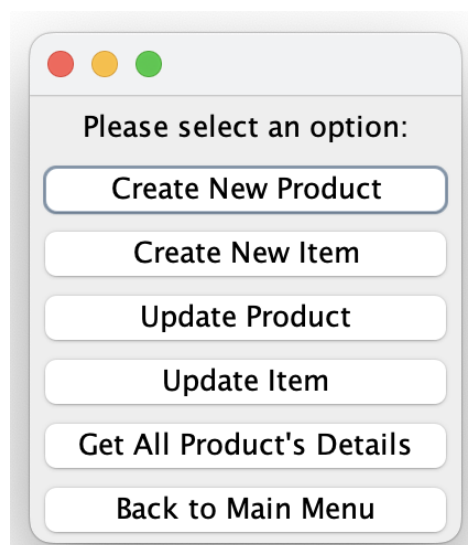 Please select an option:
Create New Product
Create New Item
Update Product
Update Item
Get All Product's Details
Back to Main Menu